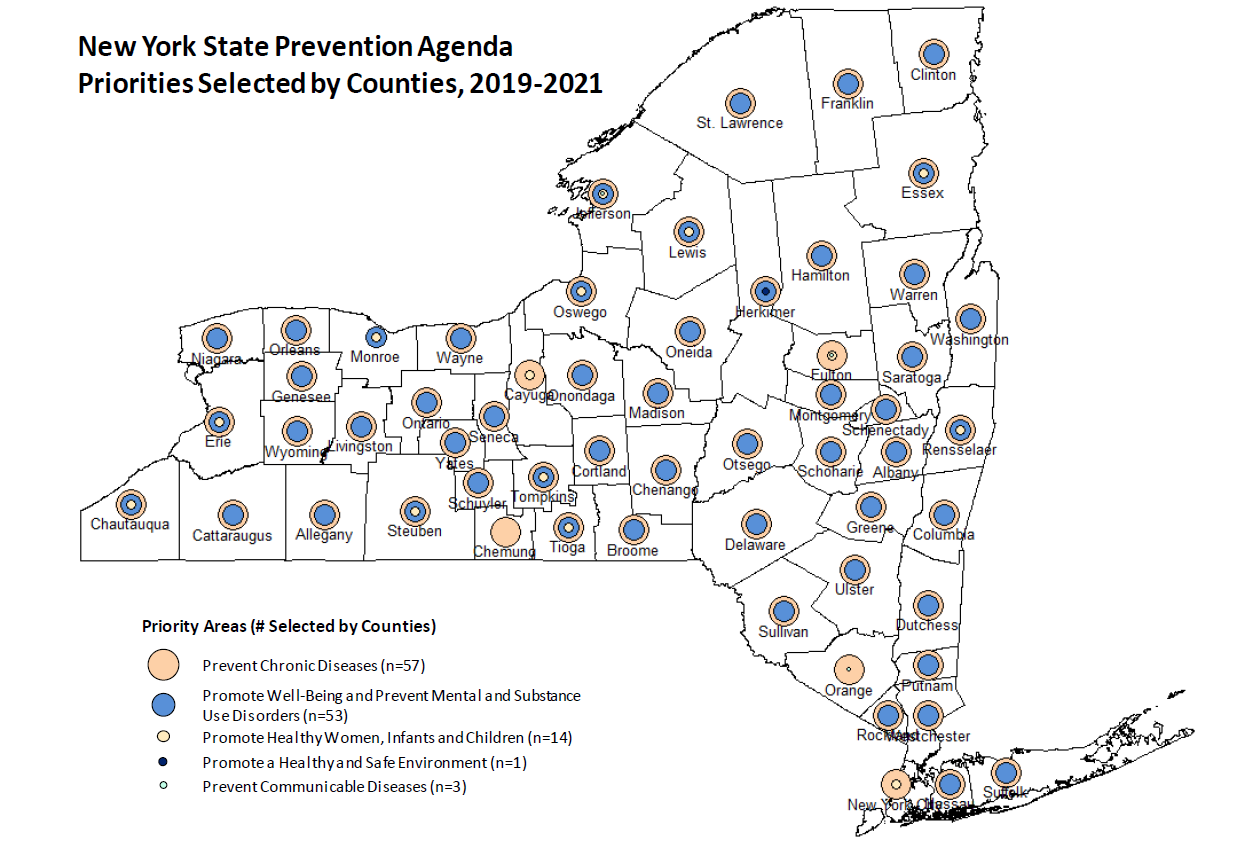 New York State Prevention Agenda
Priorities Selected by Counties, 2019-2021
Clinton
Franklin
St. Lawrence
Essex
Jefferson
Lewis
Hamilton
Warren
Herkimer
Oswego
Washington
Oneida
Niagara
Orleans
Monroe
Wayne
Fulton
Saratoga
Genesee
Cayuga
Onondaga
Madison
Montgomery
Ontario
Schenectady
Erie
Wyoming
Livingston
Seneca
Rensselaer
Yates
Otsego
Schoharie
Albany
Cortland
Chenango
Schuyler
Tompkins
Chautauqua
Cattaraugus
Allegany
Steuben
Greene
Columbia
Chemung
Tioga
Broome
Delaware
Ulster
Sullivan
Dutchess
Orange
Putnam
Rockland
Westchester
Suffolk
New York City
Nassau
Priority Areas (# Selected by Counties)
Prevent Chronic Diseases (n=57)
Promote Well-Being and Prevent Mental and Substance
Use Disorders (n=53)
Promote Healthy Women, Infants and Children (n=14)
Promote a Healthy and Safe Environment (n=1)
Prevent Communicable Diseases (n=3)